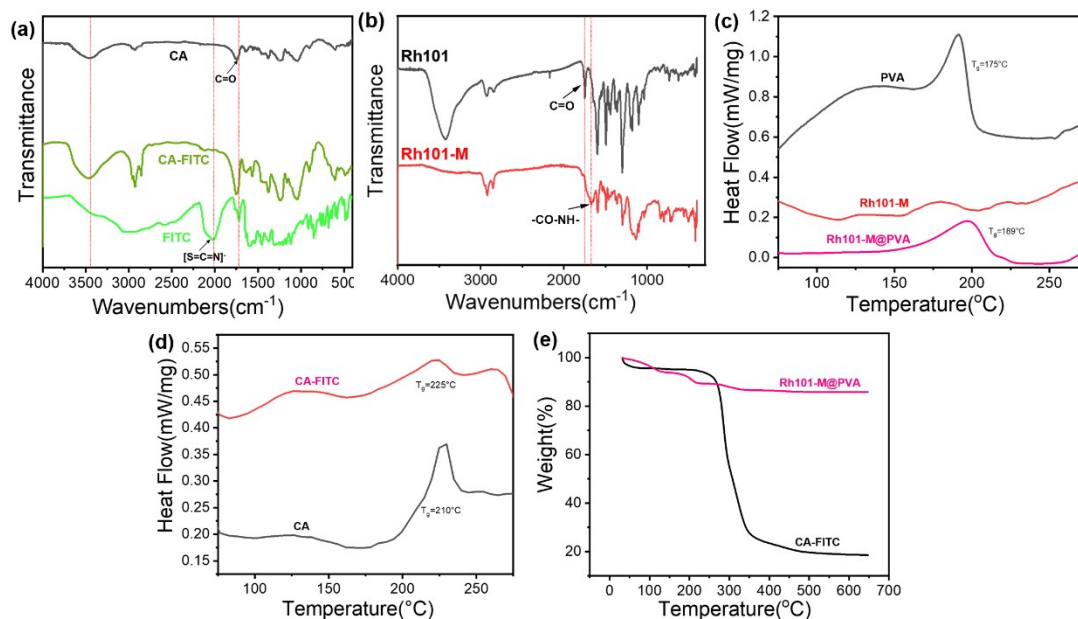 (a)
CA
C=O
CA-FITC
FITC
[S=C=N]-
Transmittance
4000 3500 3000 2500 2000 1500 1000 500
Wavenumbers(cm-1)
(b)
Rh101
C=O
Rh101-M
-CO-NH-
Transmittance
4000 3000 2000 1000
Wavenumbers(cm-1)
(c)
PVA
Tg=175°C
Rh101-M
Rh101-M@PVA
Tg=189°C
Heat Flow(mW/mg)
1.2
1.0
0.8
0.6
0.4
0.2
0.0
100 150 200 250
Temperature(oC)
(d)
CA-FITC
Tg=225°C
CA
Tg=210°C
Heat Flow(mW/mg)
0.55
0.50
0.45
0.40
0.35
0.30
0.25
0.20
0.15
100 150 200 250
Temperature(°C)
(e)
Rh101-M@PVA
CA-FITC
Weight(%)
100
80
60
40
20
0 100 200 300 400 500 600 700
Temperature(oC)